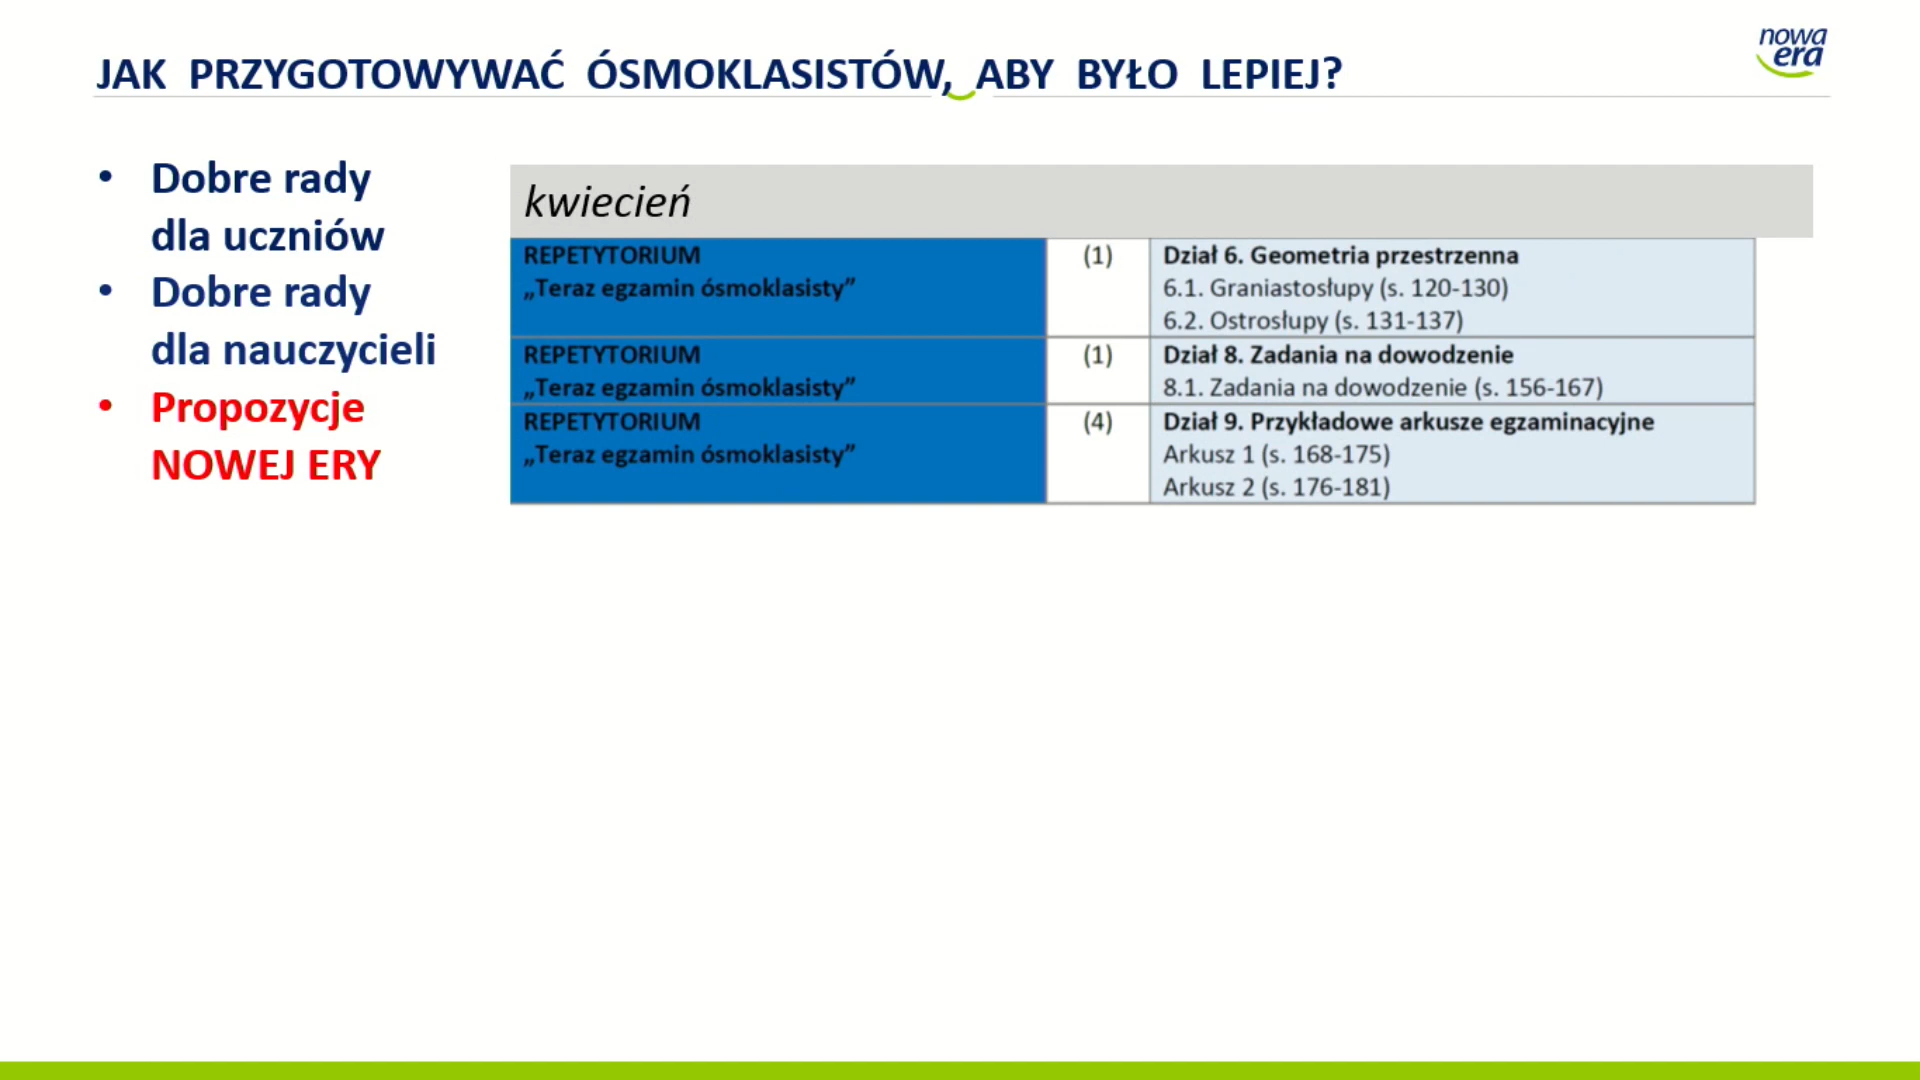 JAK PRZYGOTOWYWAĆ ÓSMOKLASISTÓW, ABY BYŁO LEPIEJ?
nowa
era
• Dobre rady
dla uczniów
• Dobre rady
dla nauczycieli
• Propozycje
NOWEJ ERY
kwiecień
REPETYTORIUM
„Teraz egzamin ósmoklasisty”
(1)
Dział 6. Geometria przestrzenna
6.1. Graniastosłupy (s. 120-130)
6.2. Ostrosłupy (s. 131-137)
REPETYTORIUM
„Teraz egzamin ósmoklasisty”
(1)
Dział 8. Zadania na dowodzenie
8.1. Zadania na dowodzenie (s. 156-167)
REPETYTORIUM
„Teraz egzamin ósmoklasisty”
(4)
Dział 9. Przykładowe arkusze egzaminacyjne
Arkusz 1 (s. 168-175)
Arkusz 2 (s. 176-181)